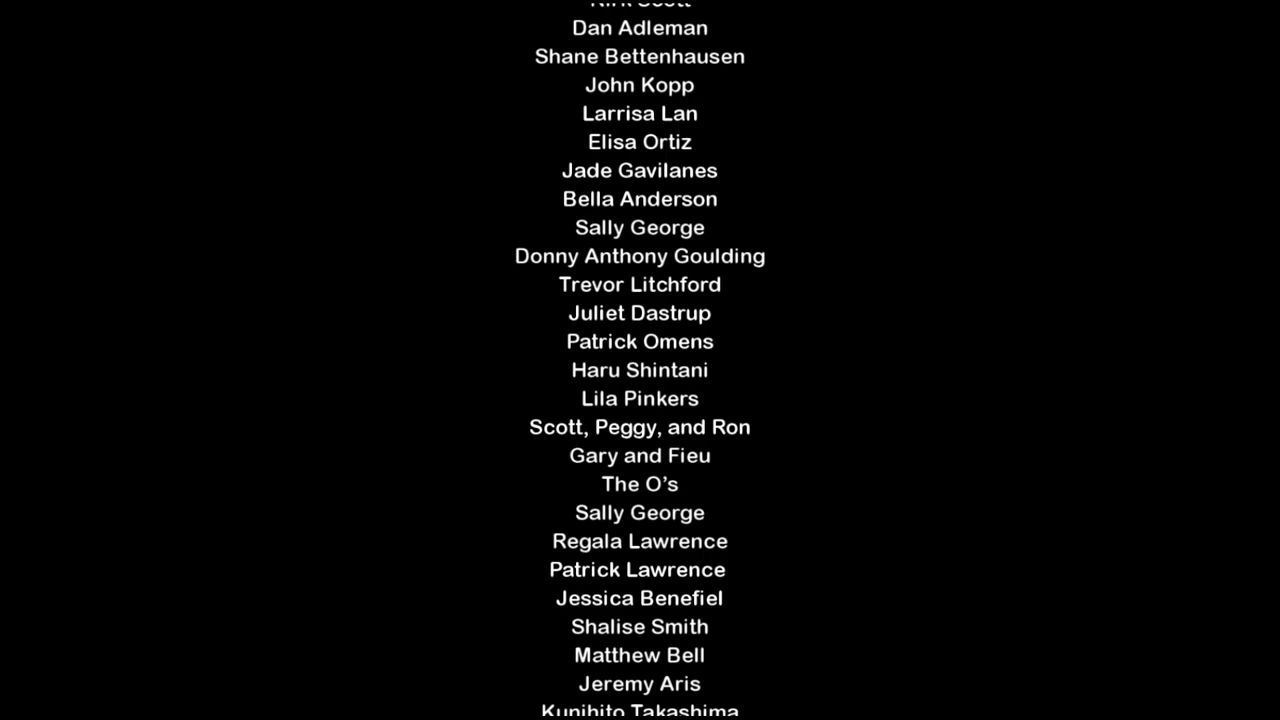 Kirk Scott
Dan Adleman
Shane Bettenhausen
John Kopp
Larrisa Lan
Elisa Ortiz
Jade Gavilanes
Bella Anderson
Sally George
Donny Anthony Goulding
Trevor Litchford
Juliet Dastrup
Patrick Omens
Haru Shintani
Lila Pinkers
Scott, Peggy, and Ron
Gary and Fieu
The O’s
Sally George
Regala Lawrence
Patrick Lawrence
Jessica Benefiel
Shalise Smith
Matthew Bell
Jeremy Aris
Kunihito Takashima